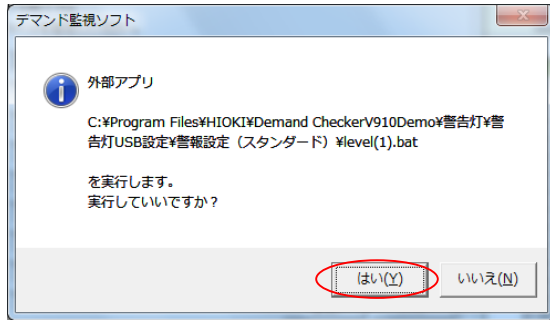 デマンド監視ソフト
外部アプリ
C:¥Program Files¥HIOKI¥Demand CheckerV910Demo¥警告灯¥警
告灯USB設定¥警報設定（スタンダード）¥level(1).bat
を実行します。
実行していいですか？
はい(Y)
いいえ(N)